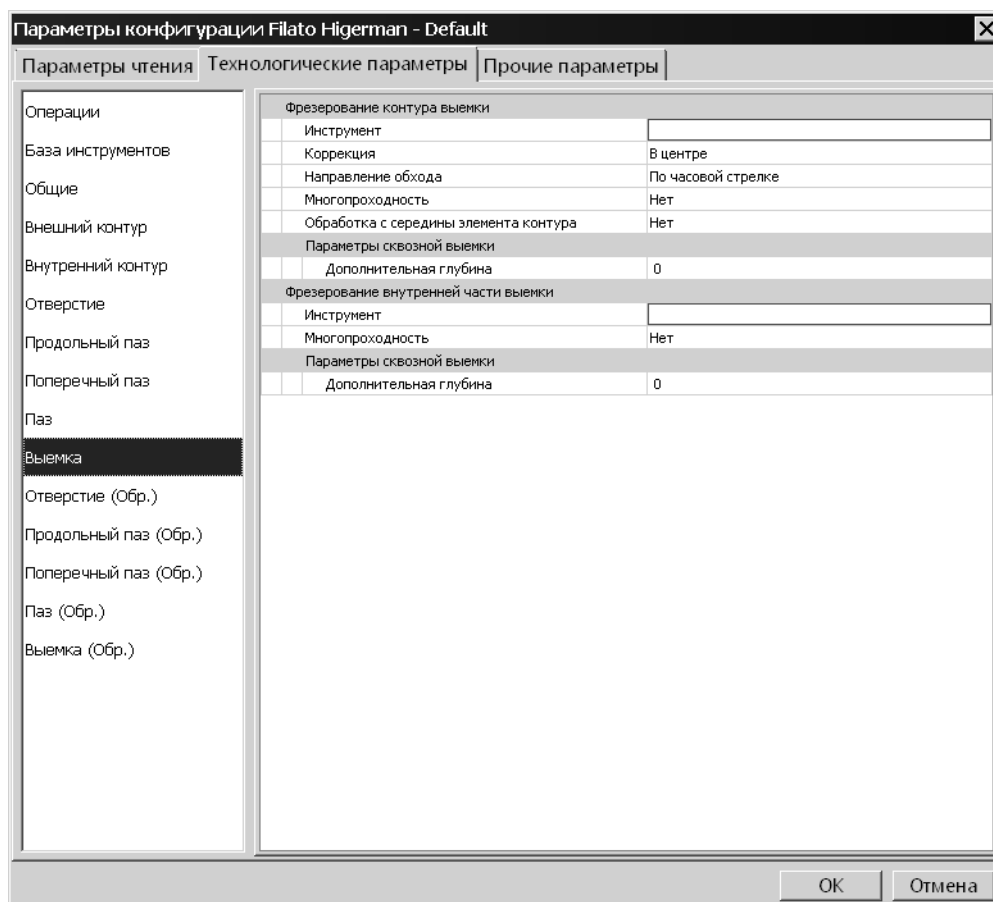 Параметры конфигурации Filato Higerman - Default
Параметры чтения Технологические параметры Прочие параметры
Операции
База инструментов
Общие
Внешний контур
Внутренний контур
Отверстие
Продольный паз
Поперечный паз
Паз
Выемка
Отверстие (Обр.)
Продольный паз (Обр.)
Поперечный паз (Обр.)
Паз (Обр.)
Выемка (Обр.)
Фрезерование контура выемки
Инструмент
Коррекция В центре
Направление обхода По часовой стрелке
Многопроходность Нет
Обработка с середины элемента контура Нет
Параметры сквозной выемки
Дополнительная глубина 0
Фрезерование внутренней части выемки
Инструмент
Многопроходность Нет
Параметры сквозной выемки
Дополнительная глубина 0
OK Отмена